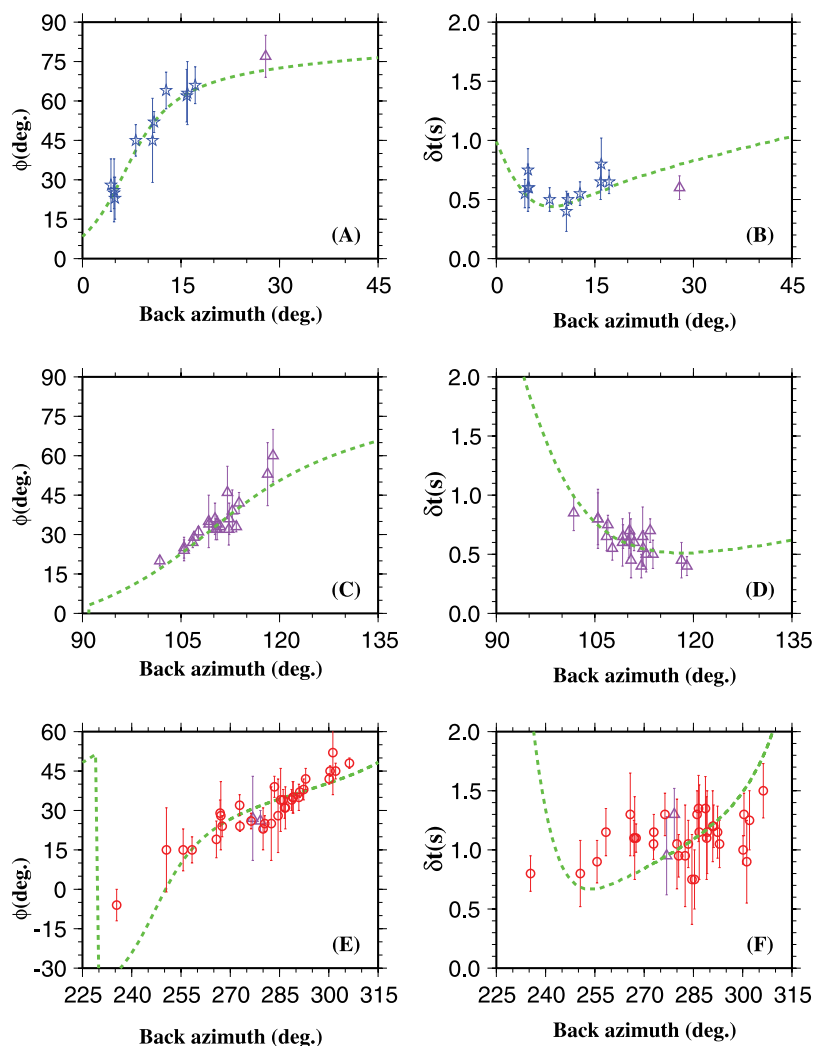 90
75
60
45
30
15
0
ϕ(deg.)
(A)
0 15 30 45
Back azimuth (deg.)
2.0
1.5
1.0
0.5
0.0
δt(s)
(B)
0 15 30 45
Back azimuth (deg.)
90
75
60
45
30
15
0
ϕ(deg.)
(C)
90 105 120 135
Back azimuth (deg.)
2.0
1.5
1.0
0.5
0.0
δt(s)
(D)
90 105 120 135
Back azimuth (deg.)
60
45
30
15
0
-15
-30
ϕ(deg.)
(E)
225 240 255 270 285 300 315
Back azimuth (deg.)
2.0
1.5
1.0
0.5
0.0
δt(s)
(F)
225 240 255 270 285 300 315
Back azimuth (deg.)